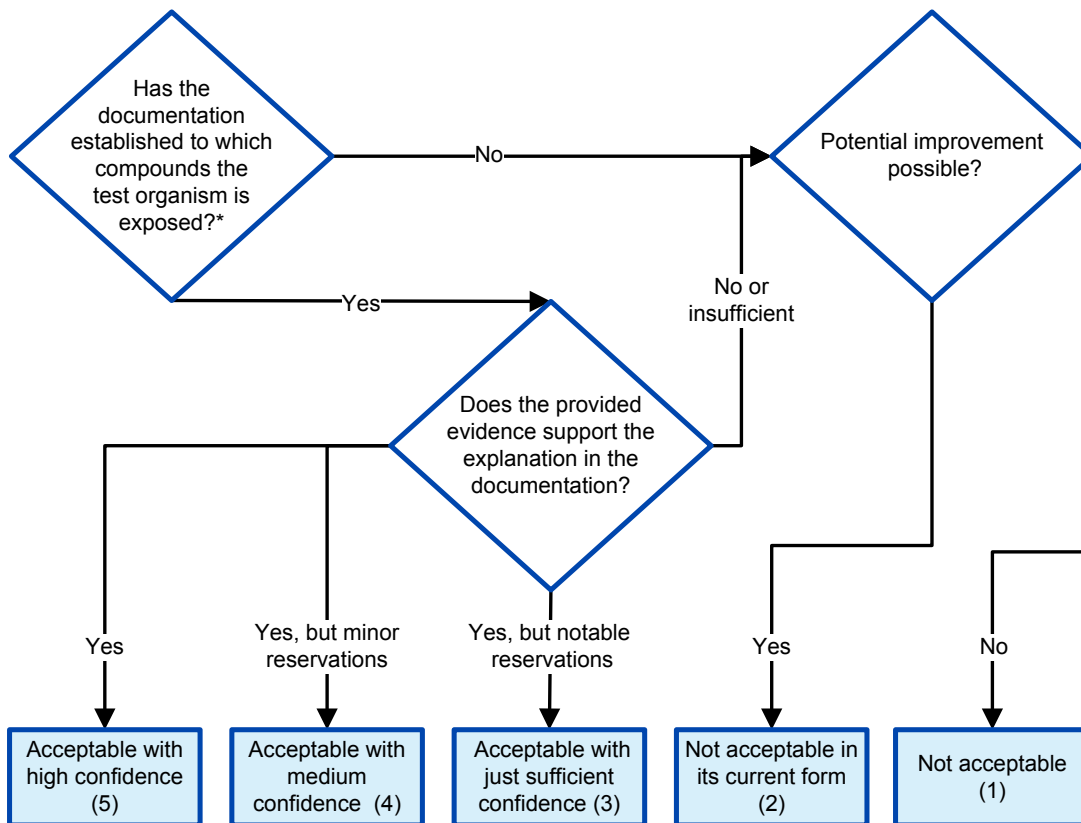 Has the
documentation
established to which
compounds the
test organism is
exposed?*
No
Potential improvement
possible?
Yes
No or
insufficient
Does the provided
evidence support the
explanation in the
documentation?
Yes
Yes, but minor
reservations
Yes, but notable
reservations
Yes
No
Acceptable with
high confidence
(5)
Acceptable with
medium
confidence (4)
Acceptable with
just sufficient
confidence (3)
Not acceptable in
its current form
(2)
Not acceptable
(1)